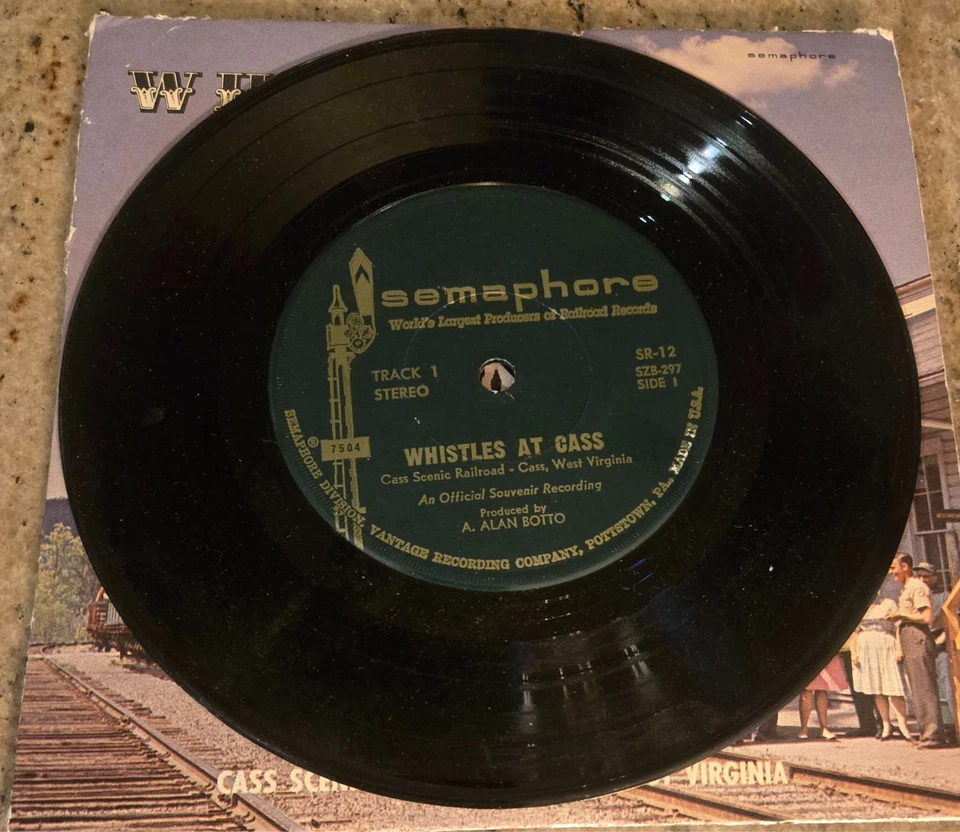 semaphore
semaphore
World's Largest Producers of Railroad Records
TRACK 1
STEREO
SR-12
SZB-297
SIDE 1
7504
WHISTLES AT CASS
Cass Scenic Railroad - Cass, West Virginia
An Official Souvenir Recording
Produced by
A. ALAN BOTTO
SEMAPHORE® DIVISION, VANTAGE RECORDING COMPANY, POTTSTOWN, PA., MADE IN U.S.A.
CASS VIRGINIA